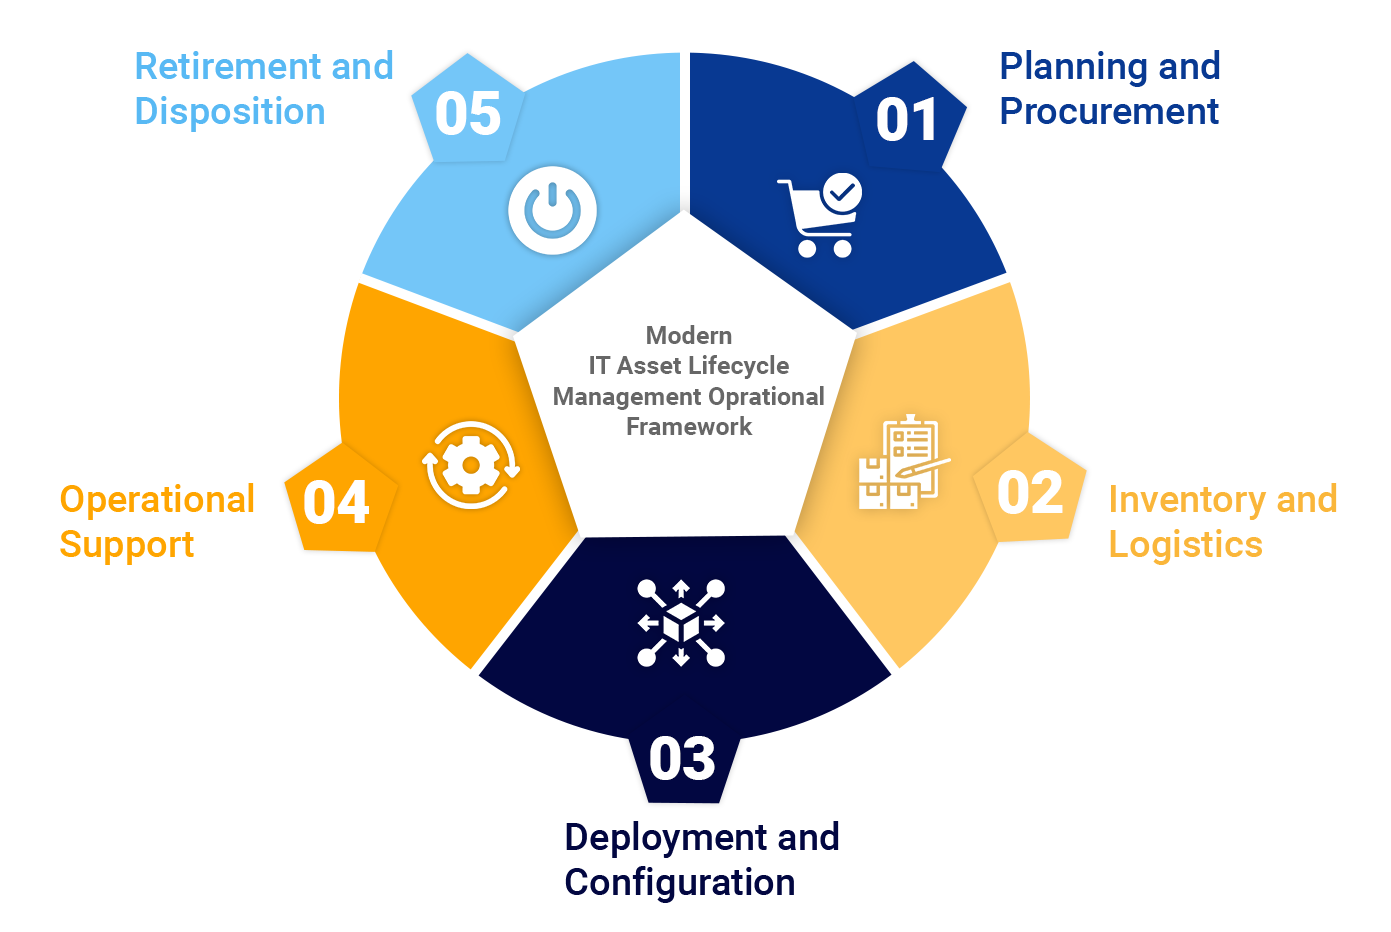 Modern
IT Asset Lifecycle
Management Oprational
Framework
01
Planning and
Procurement
02
Inventory and
Logistics
03
Deployment and
Configuration
04
Operational
Support
05
Retirement and
Disposition